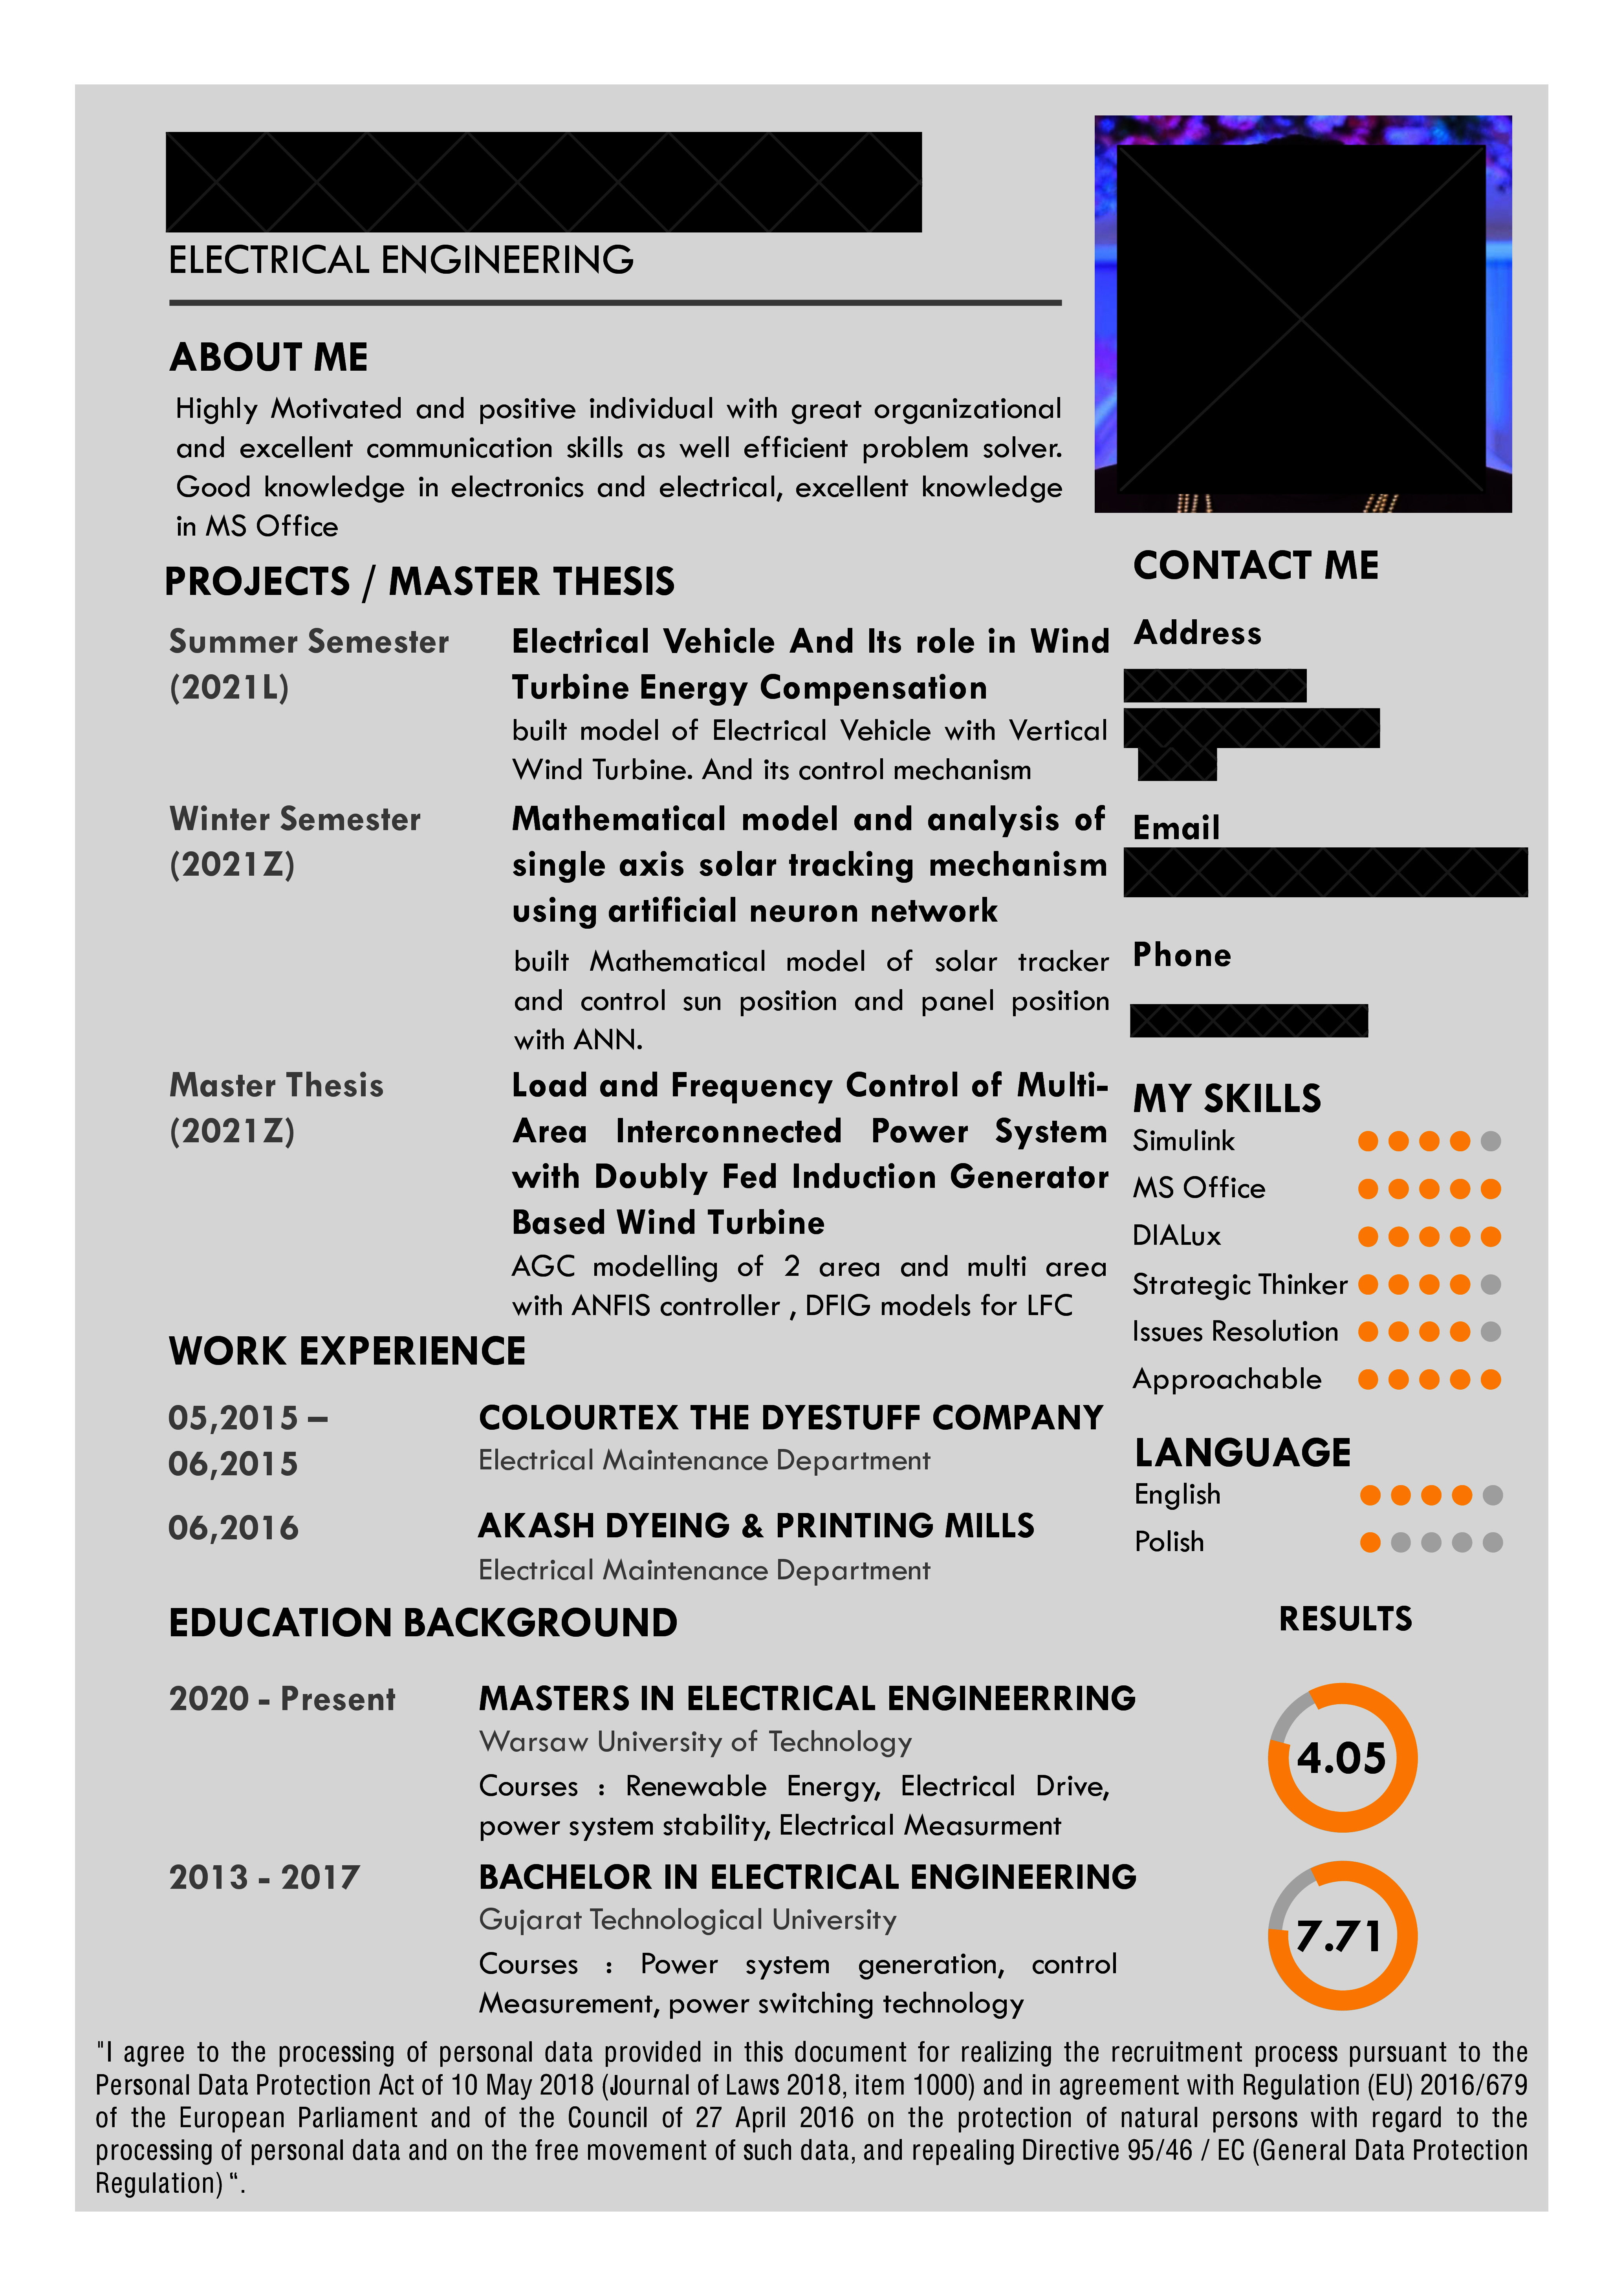 ELECTRICAL ENGINEERING
ABOUT ME
Highly Motivated and positive individual with great organizational
and excellent communication skills as well efficient problem solver.
Good knowledge in electronics and electrical, excellent knowledge
in MS Office
PROJECTS / MASTER THESIS
Summer Semester
(2021L)
Electrical Vehicle And Its role in Wind
Turbine Energy Compensation
built model of Electrical Vehicle with Vertical
Wind Turbine. And its control mechanism
Winter Semester
(2021Z)
Mathematical model and analysis of
single axis solar tracking mechanism
using artificial neuron network
built Mathematical model of solar tracker
and control sun position and panel position
with ANN.
Master Thesis
(2021Z)
Load and Frequency Control of Multi-
Area Interconnected Power System
with Doubly Fed Induction Generator
Based Wind Turbine
AGC modelling of 2 area and multi area
with ANFIS controller , DFIG models for LFC
WORK EXPERIENCE
05,2015 –
06,2015
COLOURTEX THE DYESTUFF COMPANY
Electrical Maintenance Department
06,2016
AKASH DYEING & PRINTING MILLS
Electrical Maintenance Department
CONTACT ME
Address
Email
Phone
MY SKILLS
Simulink
MS Office
DIALux
Strategic Thinker
Issues Resolution
Approachable
LANGUAGE
English
Polish
EDUCATION BACKGROUND
RESULTS
2020 - Present
MASTERS IN ELECTRICAL ENGINEERRING
Warsaw University of Technology
Courses : Renewable Energy, Electrical Drive,
power system stability, Electrical Measurment
4.05
2013 - 2017
BACHELOR IN ELECTRICAL ENGINEERING
Gujarat Technological University
Courses : Power system generation, control
Measurement, power switching technology
7.71
"I agree to the processing of personal data provided in this document for realizing the recruitment process pursuant to the
Personal Data Protection Act of 10 May 2018 (Journal of Laws 2018, item 1000) and in agreement with Regulation (EU) 2016/679
of the European Parliament and of the Council of 27 April 2016 on the protection of natural persons with regard to the
processing of personal data and on the free movement of such data, and repealing Directive 95/46 / EC (General Data Protection
Regulation) “.